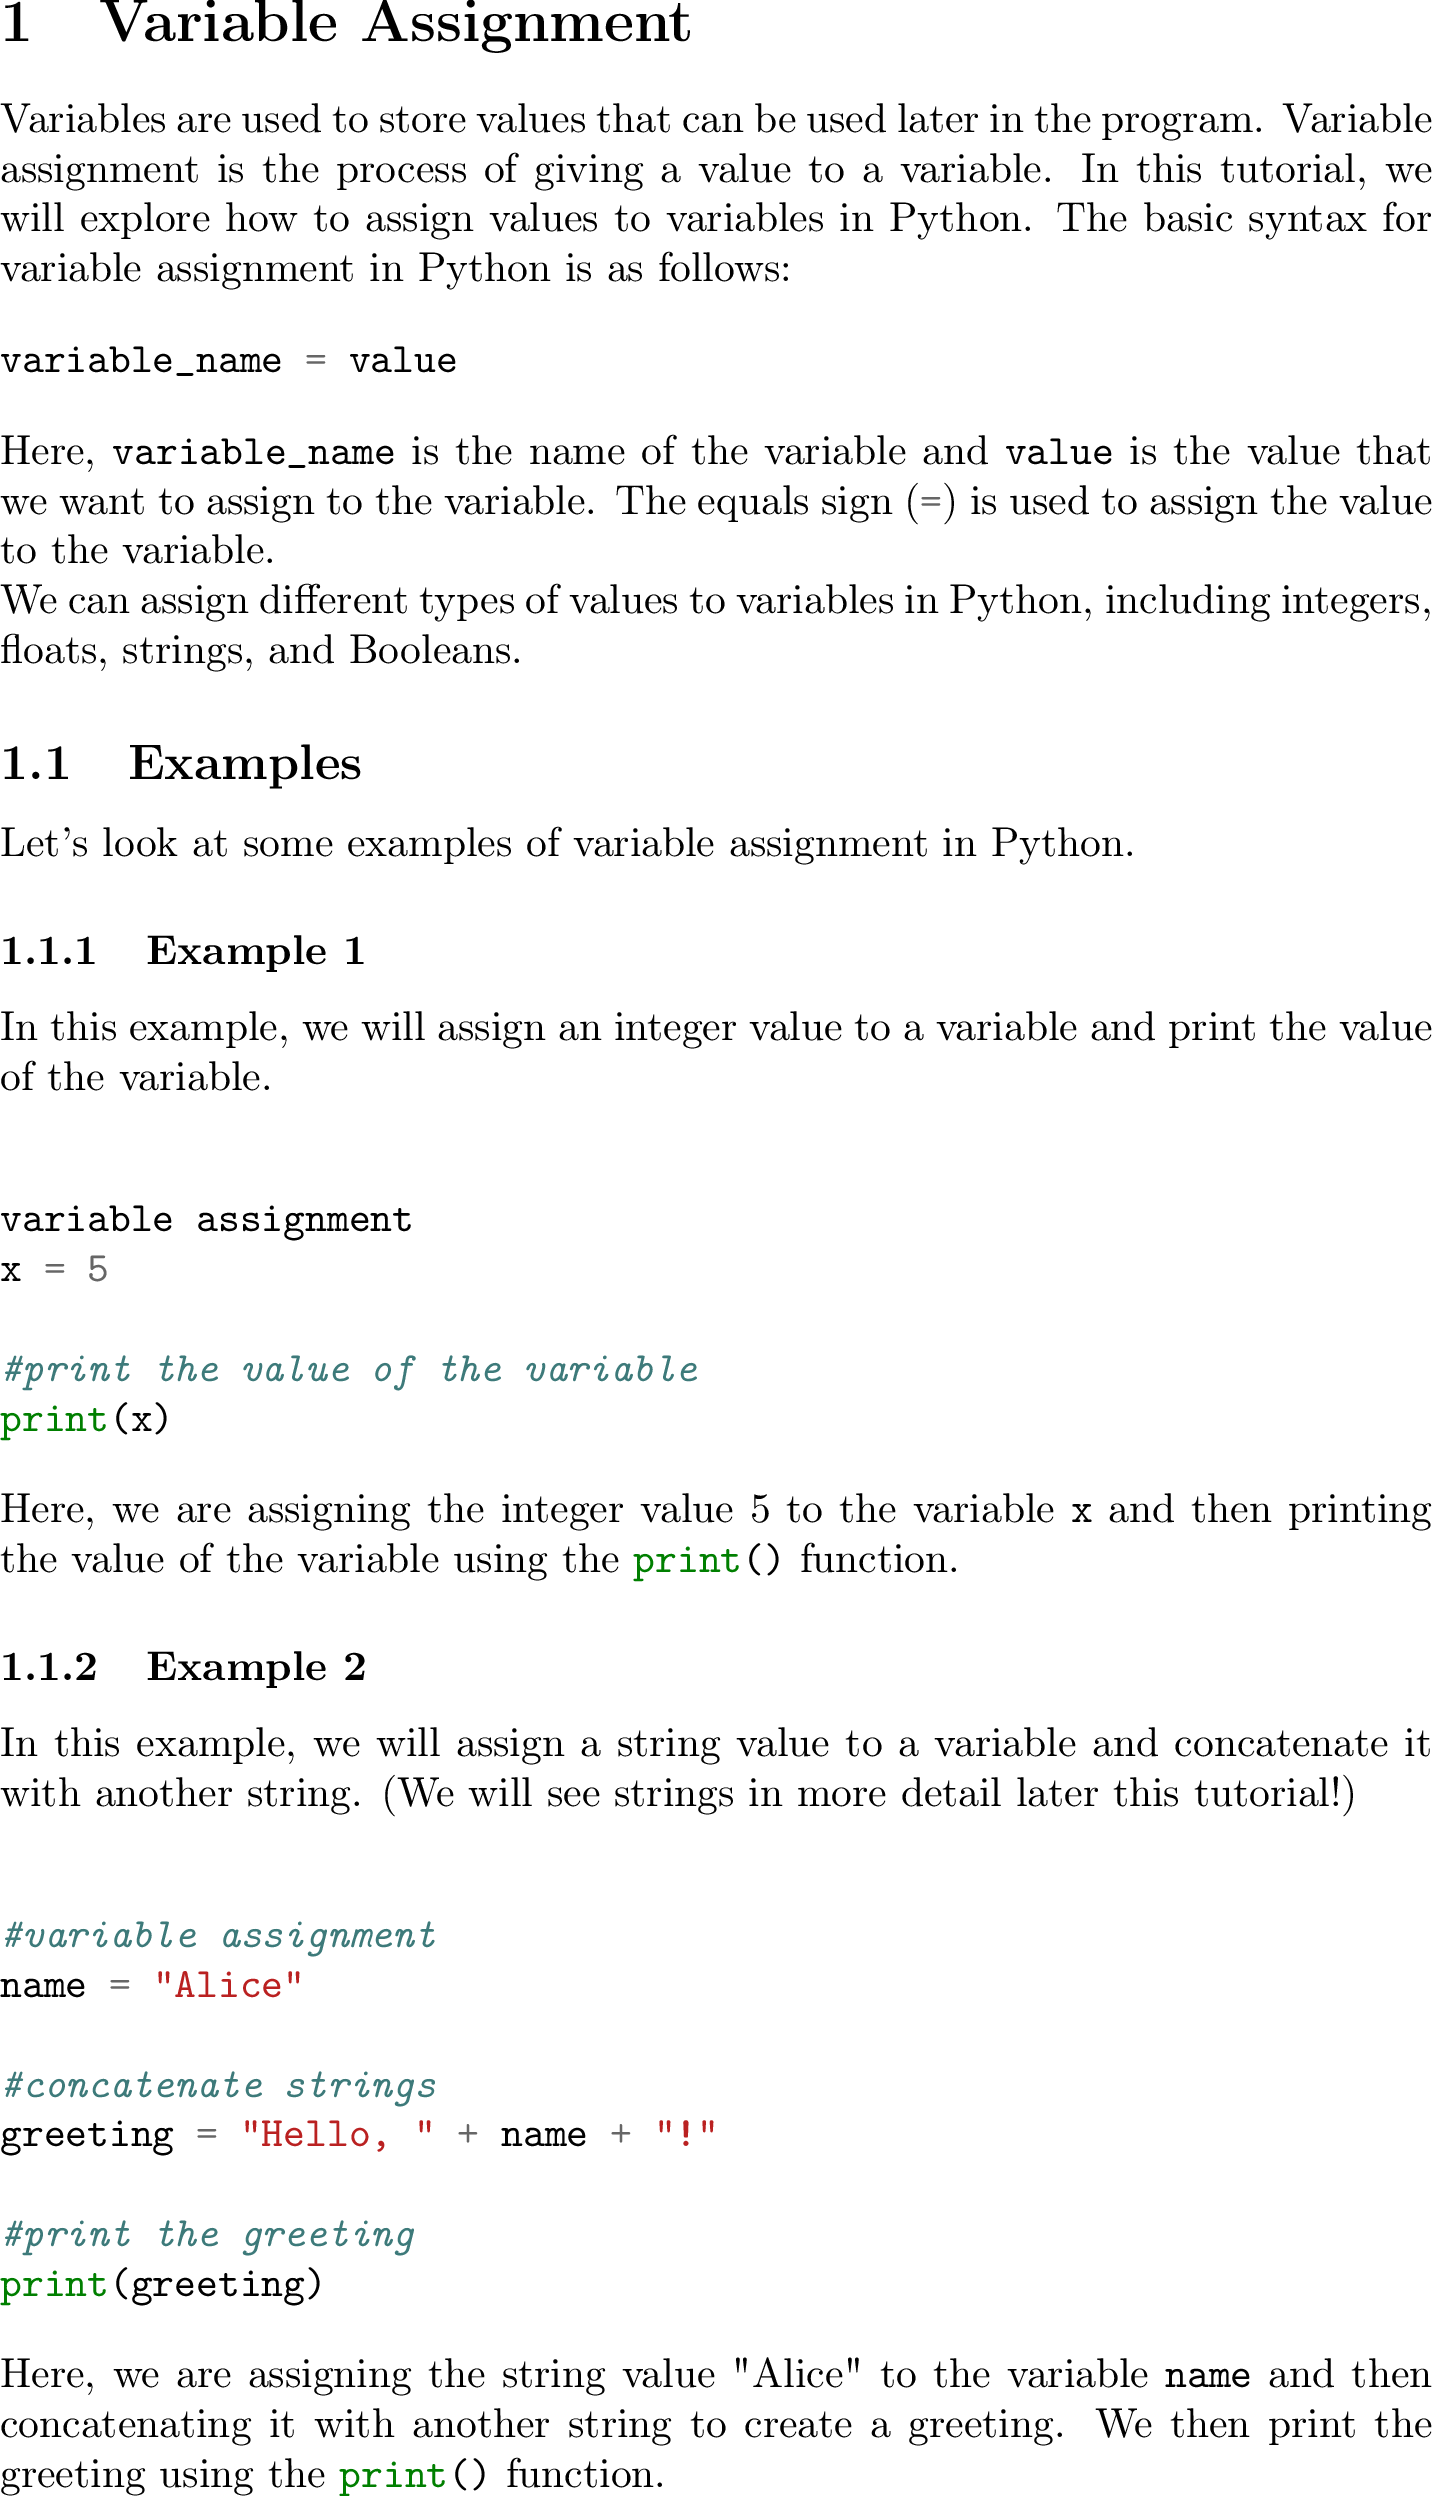 1 Variable Assignment
Variables are used to store values that can be used later in the program. Variable
assignment is the process of giving a value to a variable. In this tutorial, we
will explore how to assign values to variables in Python. The basic syntax for
variable assignment in Python is as follows:
variable_name = value
Here, variable_name is the name of the variable and value is the value that
we want to assign to the variable. The equals sign (=) is used to assign the value
to the variable.
We can assign different types of values to variables in Python, including integers,
floats, strings, and Booleans.
1.1 Examples
Let's look at some examples of variable assignment in Python.
1.1.1 Example 1
In this example, we will assign an integer value to a variable and print the value
of the variable.
variable assignment
x = 5
#print the value of the variable
print(x)
Here, we are assigning the integer value 5 to the variable x and then printing
the value of the variable using the print() function.
1.1.2 Example 2
In this example, we will assign a string value to a variable and concatenate it
with another string. (We will see strings in more detail later this tutorial!)
#variable assignment
name = "Alice"
#concatenate strings
greeting = "Hello, " + name + "!"
#print the greeting
print(greeting)
Here, we are assigning the string value "Alice" to the variable name and then
concatenating it with another string to create a greeting. We then print the
greeting using the print() function.